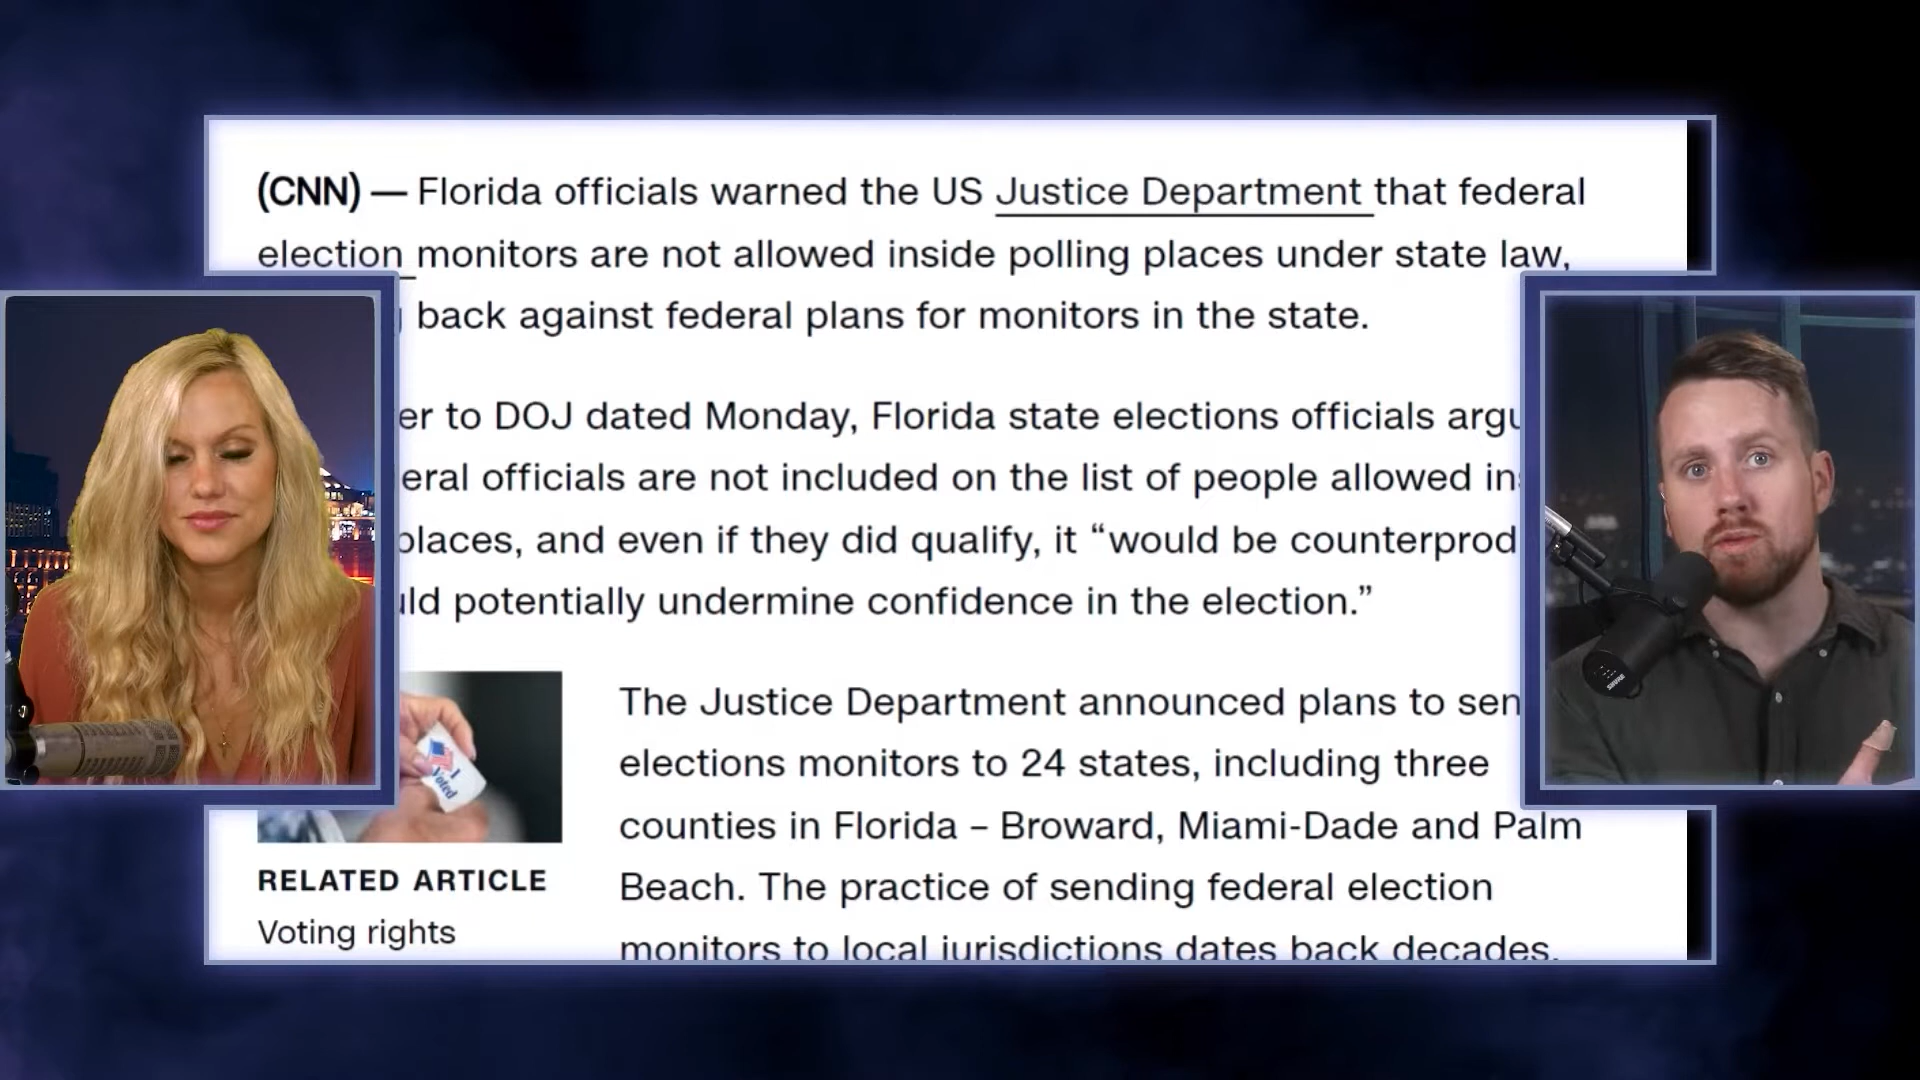 (CNN) — Florida officials warned the US Justice Department that federal
election monitors are not allowed inside polling places under state law,
back against federal plans for monitors in the state.
er to DOJ dated Monday, Florida state elections officials argu
eral officials are not included on the list of people allowed in
places, and even if they did qualify, it “would be counterprod
uld potentially undermine confidence in the election.”
I Voted
The Justice Department announced plans to sen
elections monitors to 24 states, including three
counties in Florida – Broward, Miami-Dade and Palm
Beach. The practice of sending federal election
monitors to local jurisdictions dates back decades.
RELATED ARTICLE
Voting rights
SHURE